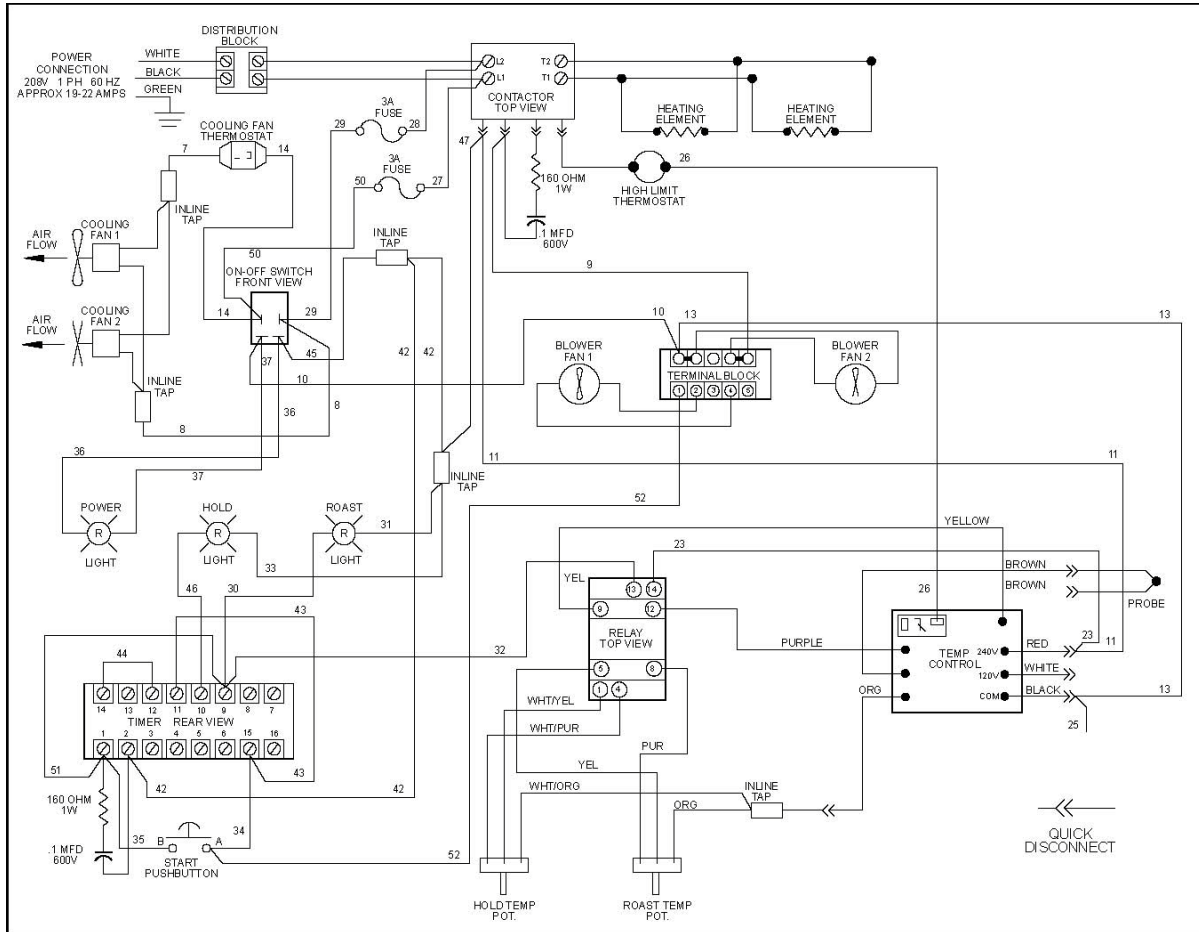 DISTRIBUTION
BLOCK
POWER
CONNECTION
208V 1 PH 60 HZ
APPROX 19-22 AMPS
WHITE
BLACK
GREEN
L2
L1
T2
T1
CONTACTOR
TOP VIEW
HEATING
ELEMENT
HEATING
ELEMENT
3A
FUSE
29
28
3A
FUSE
50
27
47
COOLING FAN
THERMOSTAT
7
14
INLINE
TAP
160 OHM
1W
.1 MFD
600V
HIGH LIMIT
THERMOSTAT
26
AIR
FLOW
COOLING
FAN 1
AIR
FLOW
COOLING
FAN 2
INLINE
TAP
8
50
ON-OFF SWITCH
FRONT VIEW
14
29
37
45
10
36
8
INLINE
TAP
42
42
9
10
13
13
BLOWER
FAN 1
TERMINAL BLOCK
1
2
3
4
5
BLOWER
FAN 2
36
37
INLINE
TAP
11
11
52
POWER
R
LIGHT
HOLD
R
LIGHT
ROAST
R
LIGHT
31
33
46
30
43
44
32
YELLOW
23
YEL
13
14
9
12
RELAY
TOP VIEW
5
8
1
4
PURPLE
BROWN
BROWN
PROBE
26
TEMP
CONTROL
240V
120V
COM
RED
23
11
WHITE
BLACK
13
25
ORG
14
13
12
11
10
9
8
7
TIMER REAR VIEW
1
2
3
4
5
6
15
16
51
42
43
42
160 OHM
1W
.1 MFD
600V
35
B
A
34
START
PUSHBUTTON
52
WHT/YEL
WHT/PUR
PUR
YEL
WHT/ORG
ORG
INLINE
TAP
HOLD TEMP
POT.
ROAST TEMP
POT.
QUICK
DISCONNECT